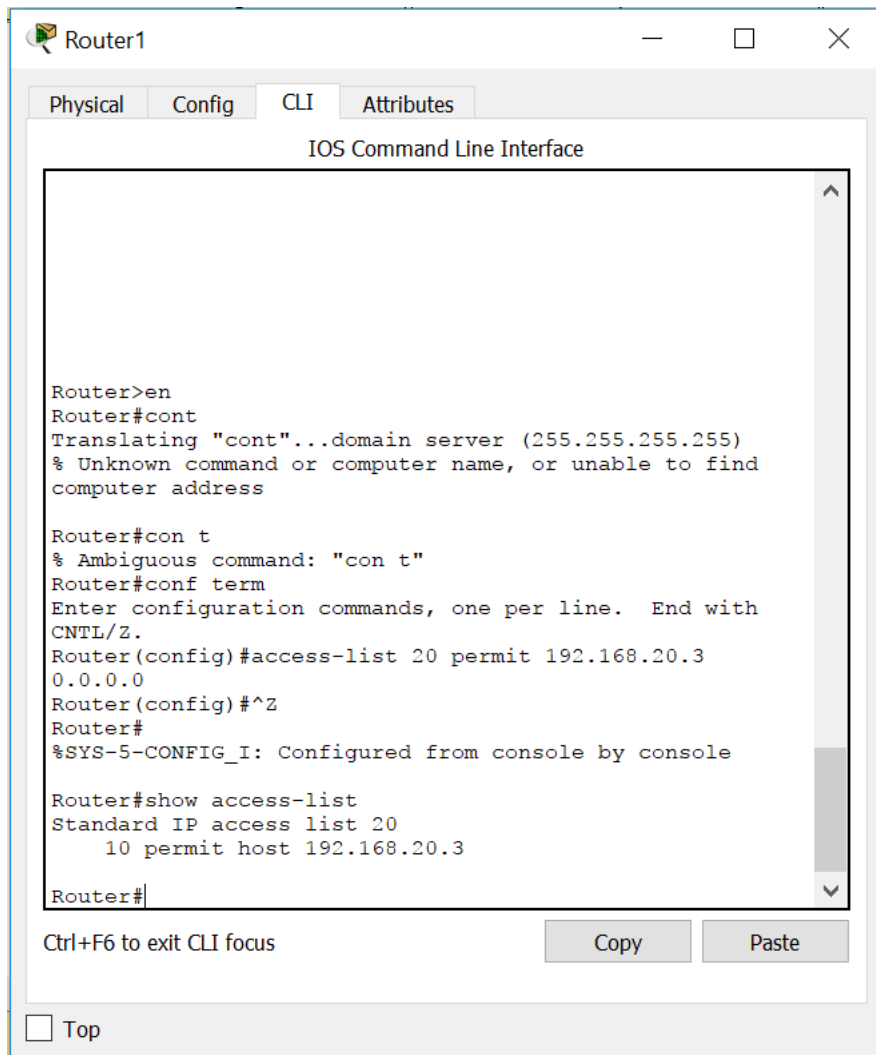 Router1
Physical Config CLI Attributes
IOS Command Line Interface
Router>en
Router#cont
Translating "cont"...domain server (255.255.255.255)
% Unknown command or computer name, or unable to find
computer address
Router#con t
% Ambiguous command: "con t"
Router#conf term
Enter configuration commands, one per line.  End with
CNTL/Z.
Router(config)#access-list 20 permit 192.168.20.3
0.0.0.0
Router(config)#^Z
Router#
%SYS-5-CONFIG_I: Configured from console by console
Router#show access-list
Standard IP access list 20
    10 permit host 192.168.20.3
Router#
Ctrl+F6 to exit CLI focus Copy Paste
Top